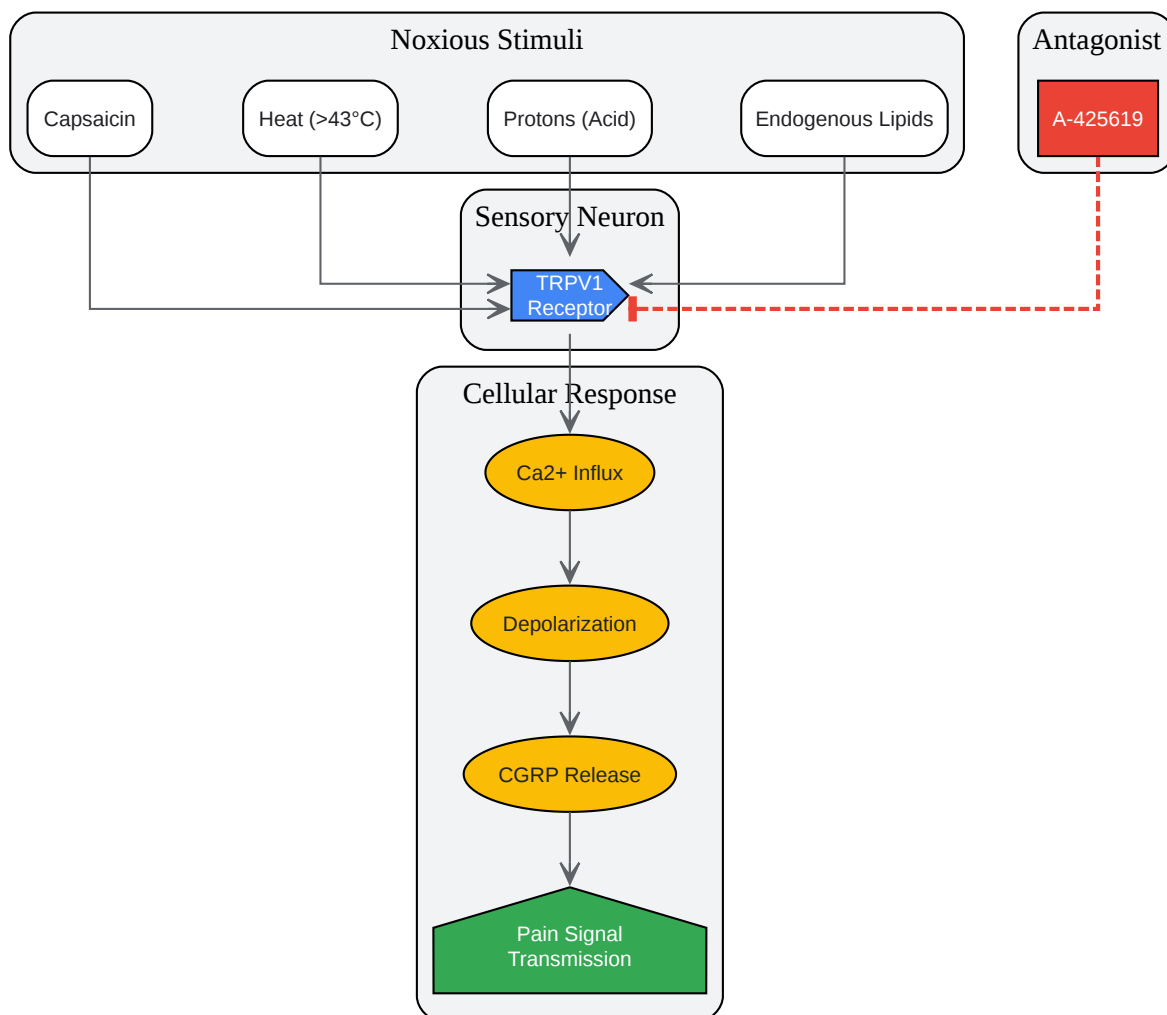 Noxious Stimuli
Antagonist
Capsaicin
Heat (>43°C)
Protons (Acid)
Endogenous Lipids
A-425619
Sensory Neuron
TRPV1
Receptor
Cellular Response
Ca2+ Influx
Depolarization
CGRP Release
Pain Signal
Transmission